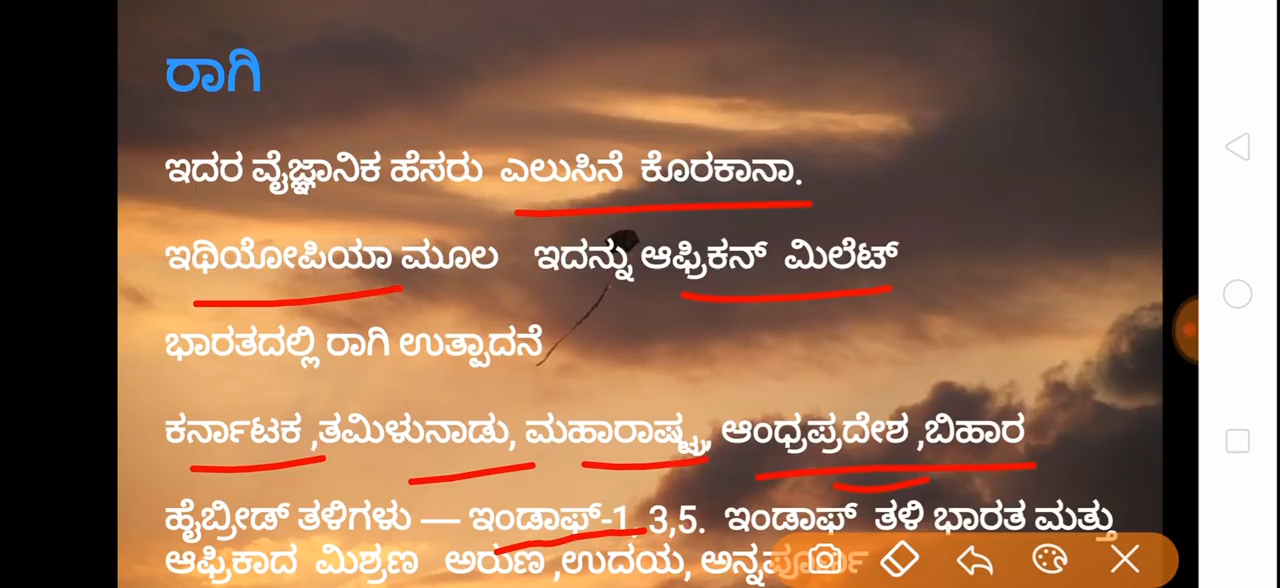 ರಾಗಿ
ಇದರ ವೈಜ್ಞಾನಿಕ ಹೆಸರು ಎಲುಸಿನೆ ಕೊರಕಾನಾ.
ಇಥಿಯೋಪಿಯಾ ಮೂಲ ಇದನ್ನು ಆಫ್ರಿಕನ್ ಮಿಲೆಟ್
ಭಾರತದಲ್ಲಿ ರಾಗಿ ಉತ್ಪಾದನೆ
ಕರ್ನಾಟಕ ,ತಮಿಳುನಾಡು, ಮಹಾರಾಷ್ಟ್ರ, ಆಂಧ್ರಪ್ರದೇಶ ,ಬಿಹಾರ
ಹೈಬ್ರೀಡ್ ತಳಿಗಳು — ಇಂಡಾಫ್-1, 3,5. ಇಂಡಾಫ್ ತಳಿ ಭಾರತ ಮತ್ತು
ಆಫ್ರಿಕಾದ ಮಿಶ್ರಣ ಅರುಣ ,ಉದಯ,